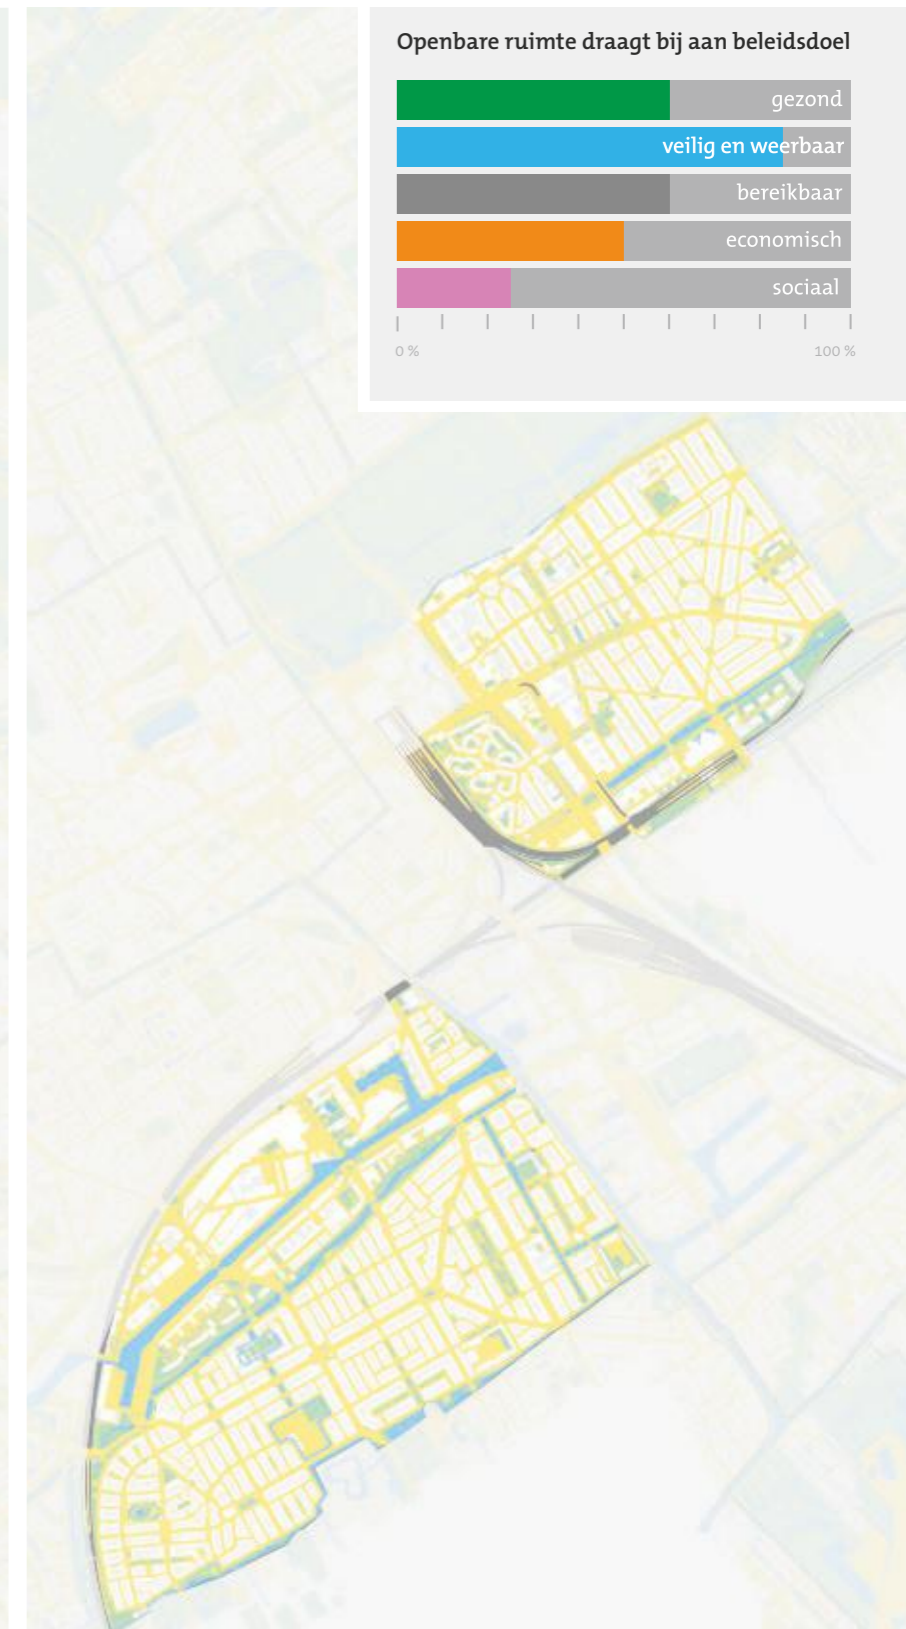 Openbare ruimte draagt bij aan beleidsdoel
gezond
veilig en weerbaar
bereikbaar
economisch
sociaal
0 %
100 %